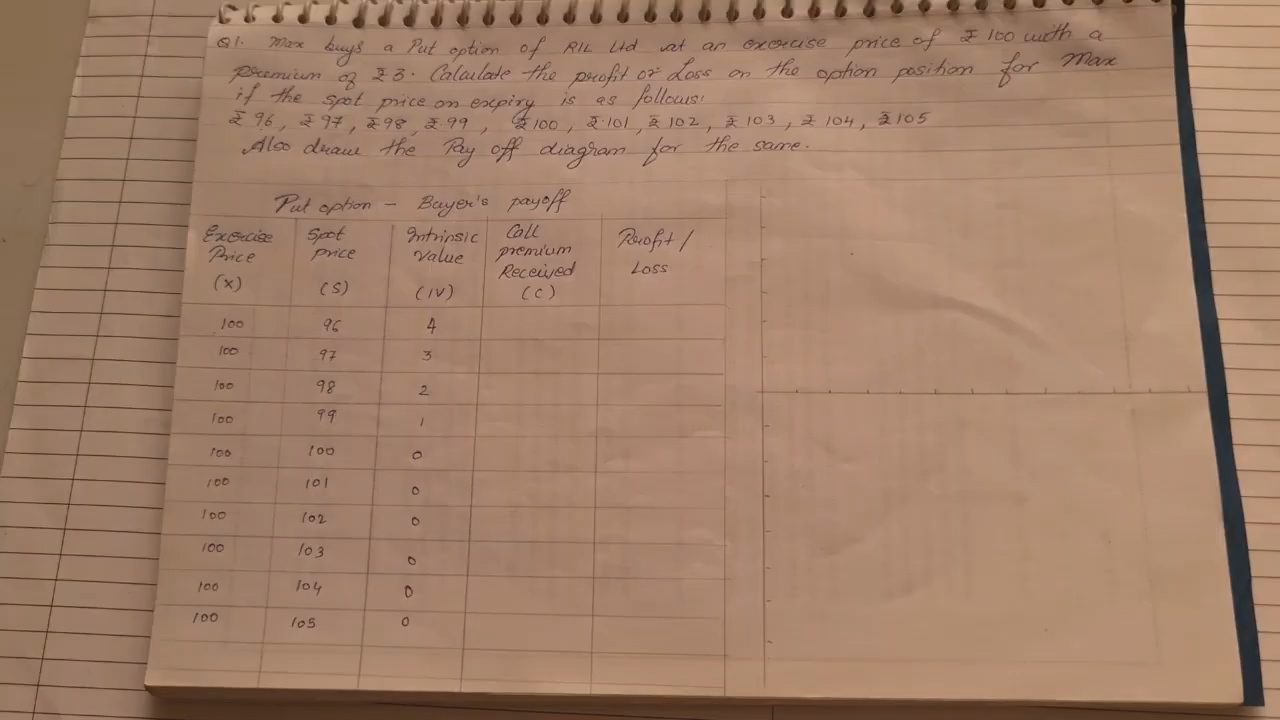 Q1. Max buys a Put option of RIL Ltd at an exercise price of ₹ 100 with a
premium of ₹ 3. Calculate the profit or Loss on the option position for Max
if the spot price on expiry is as follows:
₹ 96, ₹ 97, ₹ 98, ₹ 99, ₹ 100, ₹ 101, ₹ 102, ₹ 103, ₹ 104, ₹ 105
Also draw the Pay off diagram for the same.
Put option - Buyer's payoff
Exercise Price (X) Spot price (S) Intrinsic Value (IV) Call premium Received (C) Profit / Loss
100 96 4
100 97 3
100 98 2
100 99 1
100 100 0
100 101 0
100 102 0
100 103 0
100 104 0
100 105 0